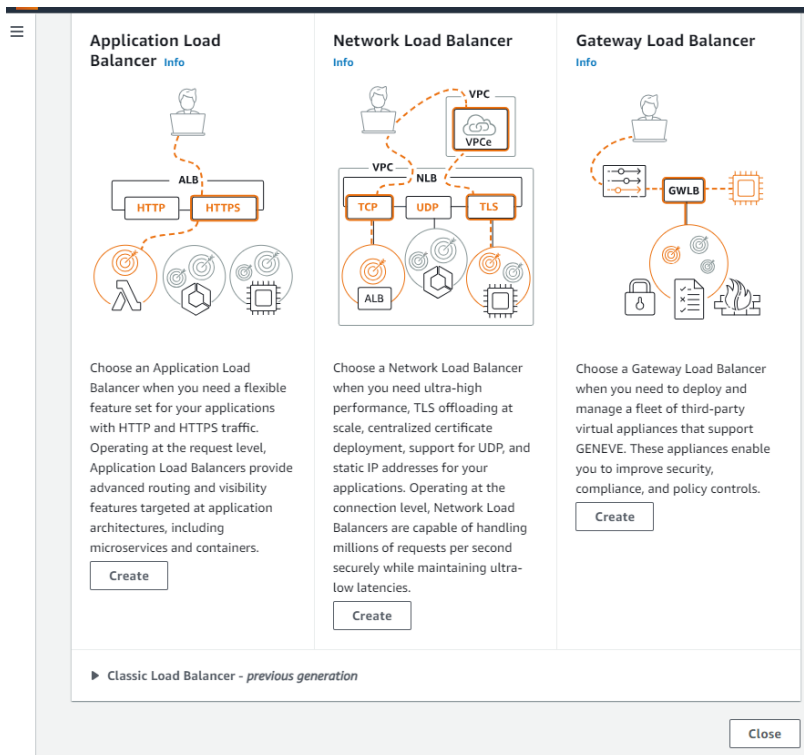 Application Load
Balancer Info
ALB
HTTP
HTTPS
Choose an Application Load
Balancer when you need a flexible
feature set for your applications
with HTTP and HTTPS traffic.
Operating at the request level,
Application Load Balancers provide
advanced routing and visibility
features targeted at application
architectures, including
microservices and containers.
Create
Network Load Balancer
Info
VPC
VPCe
VPC
NLB
TCP
UDP
TLS
ALB
Choose a Network Load Balancer
when you need ultra-high
performance, TLS offloading at
scale, centralized certificate
deployment, support for UDP, and
static IP addresses for your
applications. Operating at the
connection level, Network Load
Balancers are capable of handling
millions of requests per second
securely while maintaining ultra-
low latencies.
Create
Gateway Load Balancer
Info
GWLB
Choose a Gateway Load Balancer
when you need to deploy and
manage a fleet of third-party
virtual appliances that support
GENEVE. These appliances enable
you to improve security,
compliance, and policy controls.
Create
Classic Load Balancer - previous generation
Close